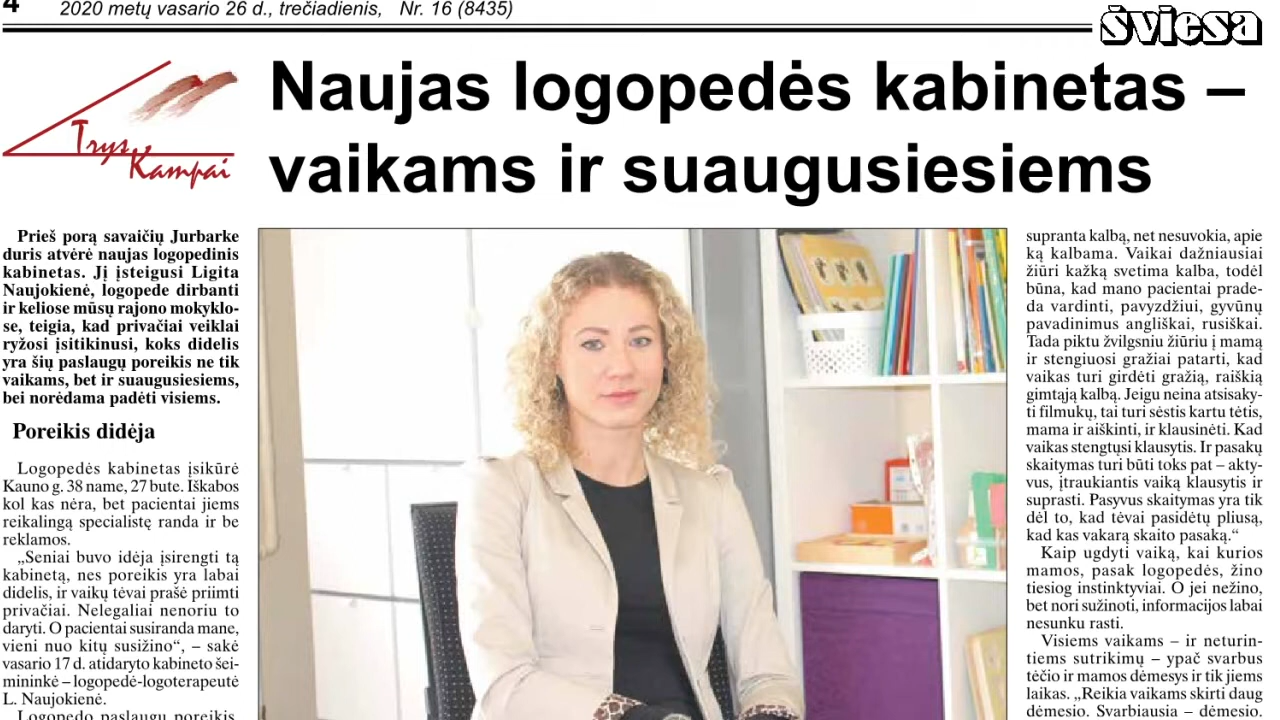 4 2020 metų vasario 26 d., trečiadienis, Nr. 16 (8435)
Šviesa
Trys
Kampai
Naujas logopedės kabinetas –
vaikams ir suaugusiesiems
Prieš porą savaičių Jurbarke
duris atvėrė naujas logopedinis
kabinetas. Jį įsteigusi Ligita
Naujokienė, logopede dirbanti
ir keliose mūsų rajono mokyklo-
se, teigia, kad privačiai veiklai
ryžosi įsitikinusi, koks didelis
yra šių paslaugų poreikis ne tik
vaikams, bet ir suaugusiesiems,
bei norėdama padėti visiems.
Poreikis didėja
Logopedės kabinetas įsikūrė
Kauno g. 38 name, 27 bute. Iškabos
kol kas nėra, bet pacientai jiems
reikalingą specialistę randa ir be
reklamos.
„Seniai buvo idėja įsirengti tą
kabinetą, nes poreikis yra labai
didelis, ir vaikų tėvai prašė priimti
privačiai. Nelegaliai nenoriu to
daryti. O pacientai susiranda mane,
vieni nuo kitų susižino“, – sakė
vasario 17 d. atidaryto kabineto šei-
mininkė – logopedė-logoterapeutė
L. Naujokienė.
Logopedo paslaugų poreikis,
supranta kalbą, net nesuvokia, apie
ką kalbama. Vaikai dažniausiai
žiūri kažką svetima kalba, todėl
būna, kad mano pacientai prade-
da vardinti, pavyzdžiui, gyvūnų
pavadinimus angliškai, rusiškai.
Tada piktu žvilgsniu žiūriu į mamą
ir stengiuosi gražiai patarti, kad
vaikas turi girdėti gražią, raiškią
gimtąją kalbą. Jeigu neina atsisaky-
ti filmukų, tai turi sėstis kartu tėtis,
mama ir aiškinti, ir klausinėti. Kad
vaikas stengtųsi klausytis. Ir pasakų
skaitymas turi būti toks pat – akty-
vus, įtraukiantis vaiką klausytis ir
suprasti. Pasyvus skaitymas yra tik
dėl to, kad tėvai pasidėtų pliusą,
kad kas vakarą skaito pasaką.“
Kaip ugdyti vaiką, kai kurios
mamos, pasak logopedės, žino
tiesiog instinktyviai. O jei nežino,
bet nori sužinoti, informacijos labai
nesunku rasti.
Visiems vaikams – ir neturin-
tiems sutrikimų – ypač svarbus
tėčio ir mamos dėmesys ir tik jiems
laikas. „Reikia vaikams skirti daug
dėmesio. Svarbiausia – dėmesio.